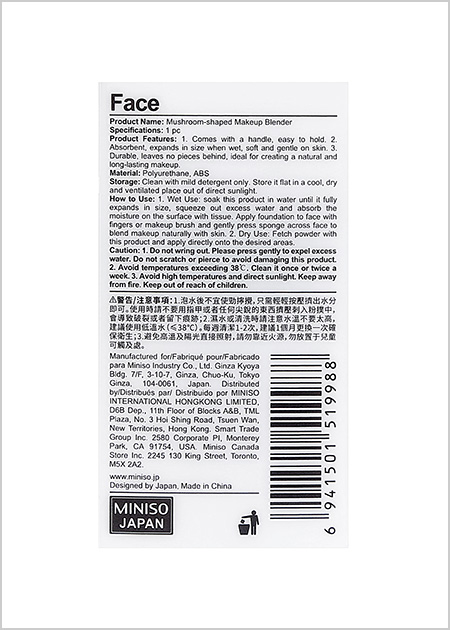 Face
Product Name: Mushroom-shaped Makeup Blender
Specifications: 1 pc
Product Features: 1. Comes with a handle, easy to hold. 2.
Absorbent, expands in size when wet, soft and gentle on skin. 3.
Durable, leaves no pieces behind, ideal for creating a natural and
long-lasting makeup.
Material: Polyurethane, ABS
Storage: Clean with mild detergent only. Store it flat in a cool, dry
and ventilated place out of direct sunlight.
How to Use: 1. Wet Use: soak this product in water until it fully
expands in size, squeeze out excess water and absorb the
moisture on the surface with tissue. Apply foundation to face with
fingers or makeup brush and gently press sponge across face to
blend makeup naturally with skin. 2. Dry Use: Fetch powder with
this product and apply directly onto the desired areas.
Caution: 1. Do not wring out. Please gently to expel excess
water. Do not scratch or pierce to avoid damaging this product.
2. Avoid temperatures exceeding 38℃. Clean it once or twice a
week. 3. Avoid high temperatures and direct sunlight. Keep away
from fire. Keep out of reach of children.
⚠警告/注意事項:1.泡水後不宜使勁擰攪,只需輕輕按壓擠出水分
即可。使用時請不要用指甲或者任何尖銳的東西擠壓刺入粉撲中,
會導致破裂或者留下痕跡;2.濕水或清洗時請注意水溫不要太高,
建議使用低溫水(≤38℃)。每週清潔1-2次,建議1個月更換一次確
保衛生;3.避免高溫及陽光直接照射,請勿靠近火源,勿放置于兒童
可觸及處。
Manufactured for/Fabriqué pour/Fabricado
para Miniso Industry Co., Ltd. Ginza Kyoya
Bldg. 7/F, 3-10-7, Ginza, Chuo-Ku, Tokyo
Ginza, 104-0061, Japan. Distributed
by/Distribués par/ Distribuido por MINISO
INTERNATIONAL HONGKONG LIMITED,
D6B Dep., 11th Floor of Blocks A&B, TML
Plaza, No. 3 Hoi Shing Road, Tsuen Wan,
New Territories, Hong Kong. Smart Trade
Group Inc. 2580 Corporate Pl, Monterey
Park, CA 91754, USA. Miniso Canada
Store Inc. 2245 130 King Street, Toronto,
M5X 2A2.
www.miniso.jp
Designed by Japan, Made in China
MINISO
JAPAN
6 941501 519988